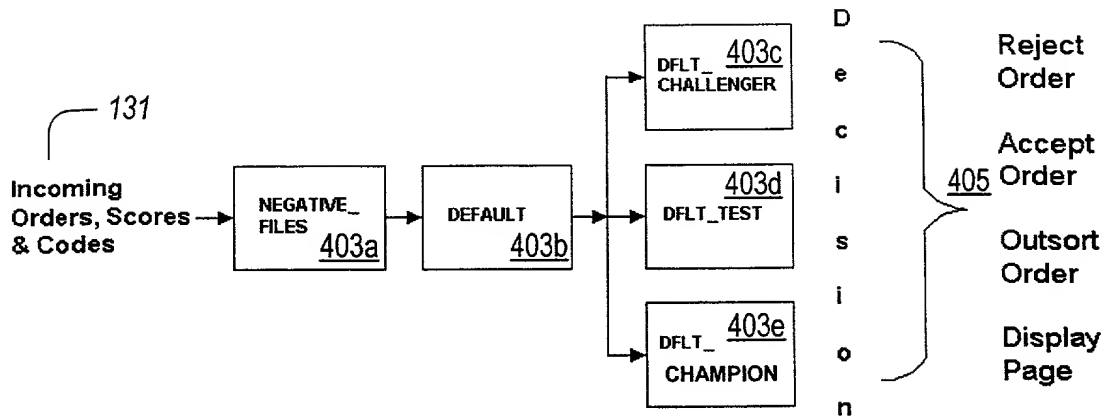 131
Incoming
Orders, Scores
& Codes
NEGATIVE_
FILES
403a
DEFAULT
403b
DFLT_
CHALLENGER
403c
DFLT_TEST
403d
DFLT_
CHAMPION
403e
D
e
c
i
s
i
o
n
405
Reject
Order
Accept
Order
Outsort
Order
Display
Page